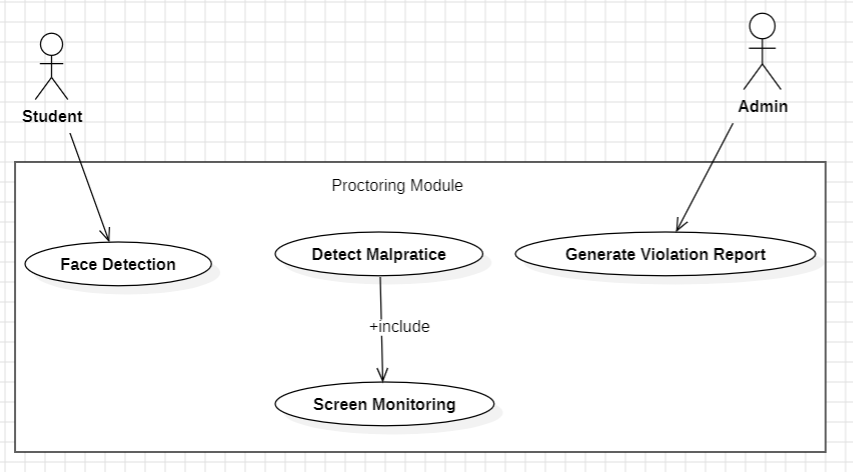 Student
Admin
Proctoring Module
Face Detection
Detect Malpratice
Generate Violation Report
+include
Screen Monitoring